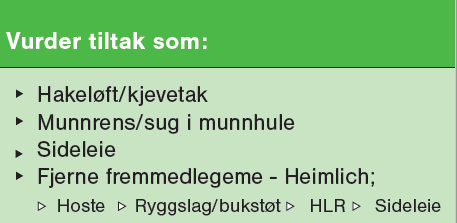 Vurder tiltak som:
▸ Hakeløft/kjevetak
▸ Munnrens/sug i munnhule
▸ Sideleie
▸ Fjerne fremmedlegeme - Heimlich;
▷ Hoste ▷ Ryggslag/bukstøt ▷ HLR ▷ Sideleie